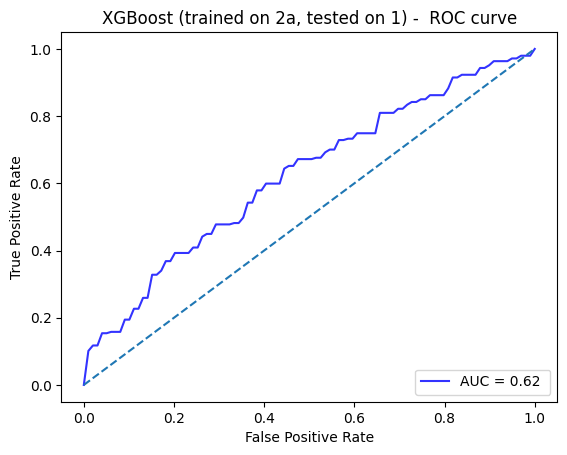 XGBoost (trained on 2a, tested on 1) -  ROC curve
True Positive Rate
1.0
0.8
0.6
0.4
0.2
0.0
AUC = 0.62
0.0 0.2 0.4 0.6 0.8 1.0
False Positive Rate